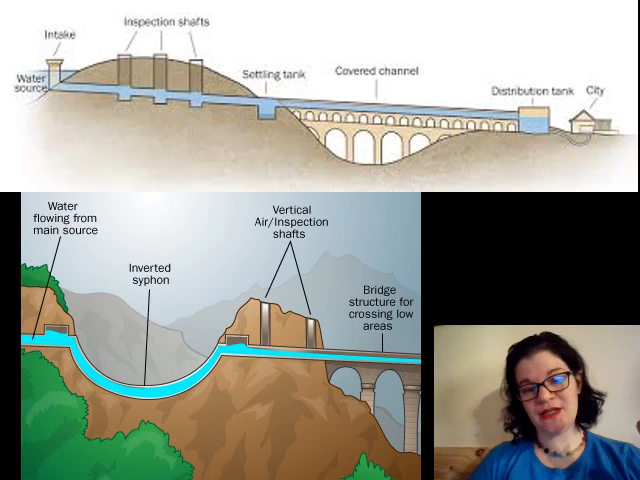 Inspection shafts
Intake
Water
source
Settling tank
Covered channel
Distribution tank
City
Water
flowing from
main source
Vertical
Air/Inspection
shafts
Inverted
syphon
Bridge
structure for
crossing low
areas